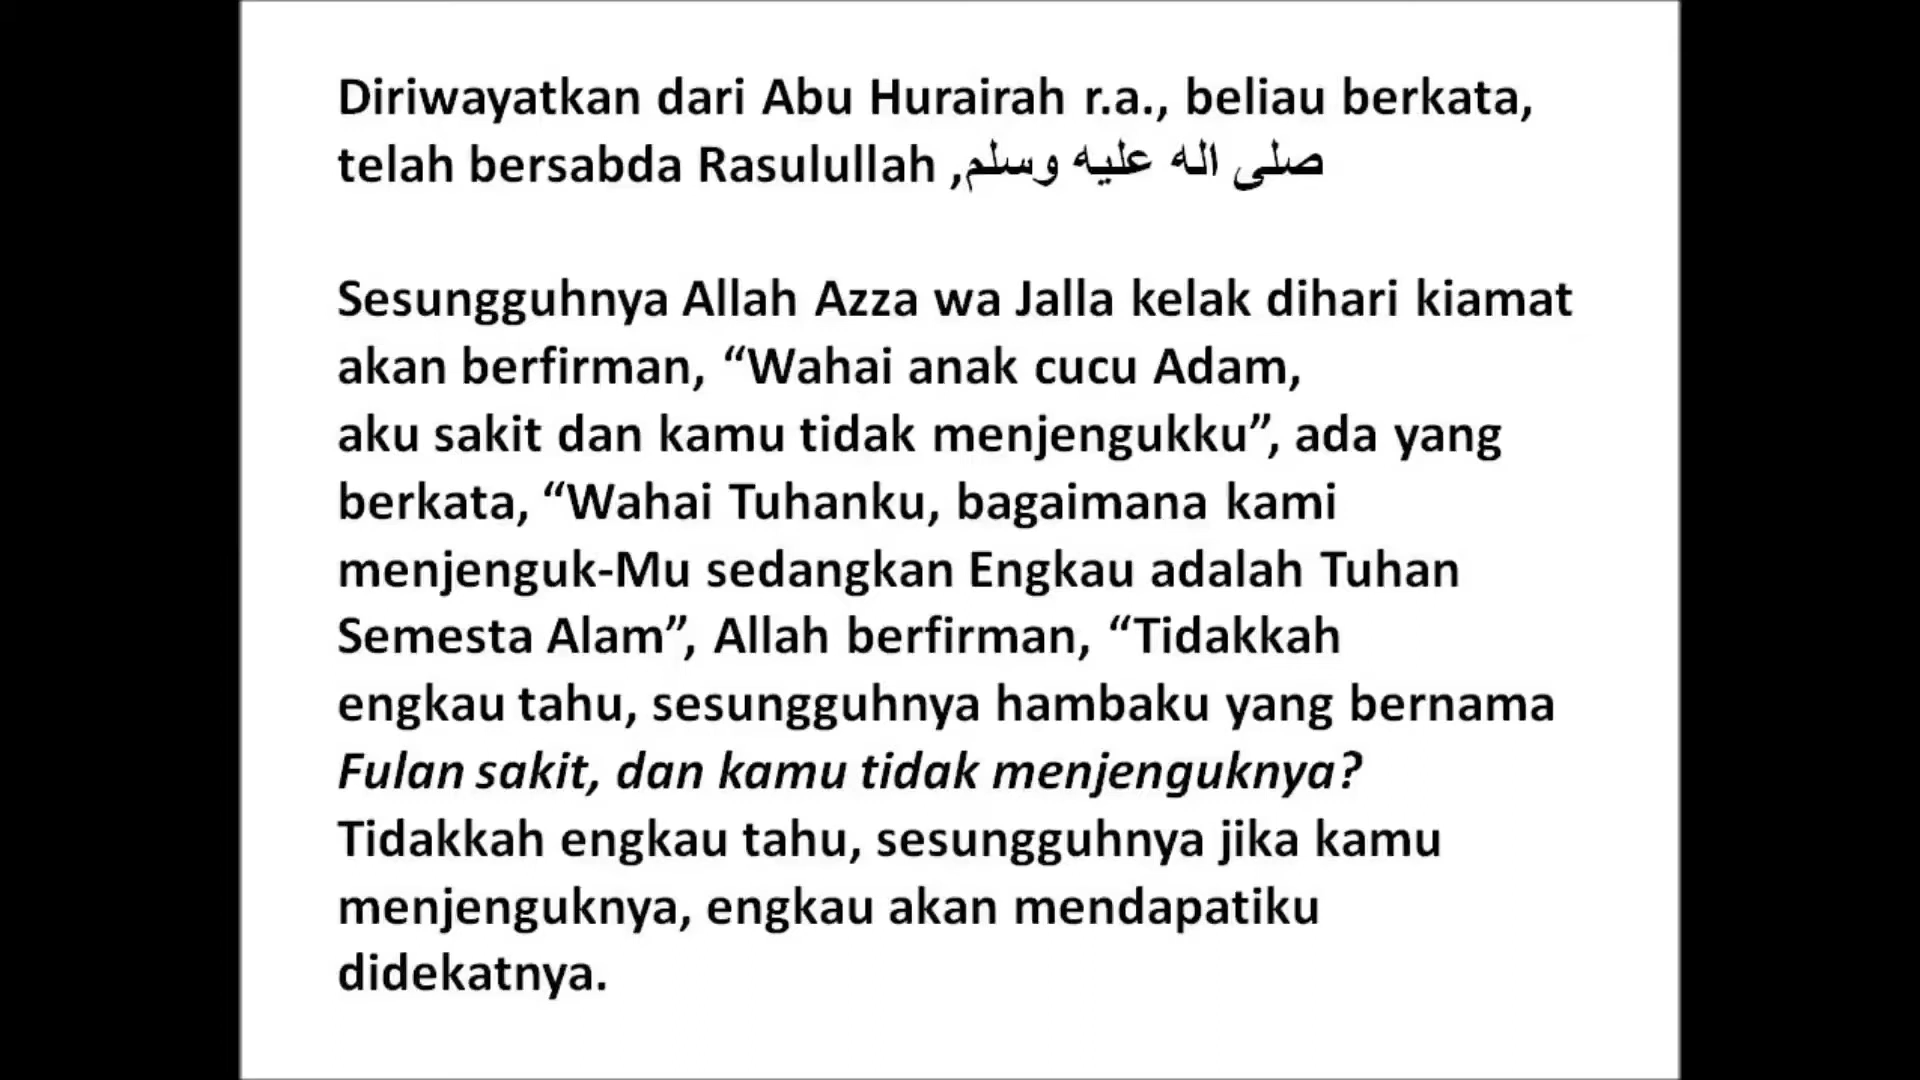 Diriwayatkan dari Abu Hurairah r.a., beliau berkata,
telah bersabda Rasulullah صلى اله عليه وسلم,
Sesungguhnya Allah Azza wa Jalla kelak dihari kiamat
akan berfirman, “Wahai anak cucu Adam,
aku sakit dan kamu tidak menjengukku”, ada yang
berkata, “Wahai Tuhanku, bagaimana kami
menjenguk-Mu sedangkan Engkau adalah Tuhan
Semesta Alam”, Allah berfirman, “Tidakkah
engkau tahu, sesungguhnya hambaku yang bernama
Fulan sakit, dan kamu tidak menjenguknya?
Tidakkah engkau tahu, sesungguhnya jika kamu
menjenguknya, engkau akan mendapatiku
didekatnya.